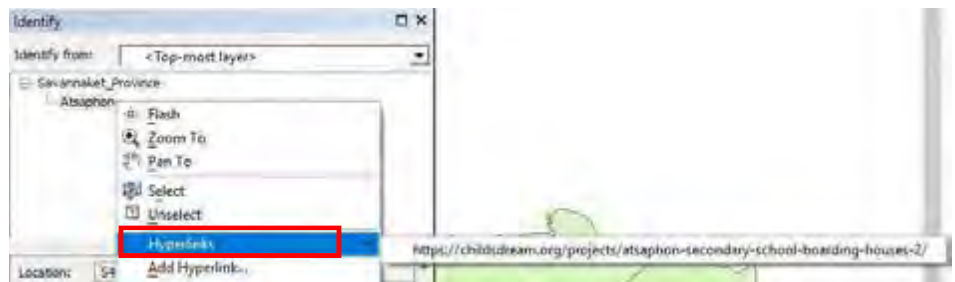 Identify
Identify from: <Top-most layer>
Savannaket_Province
Atsaphon
Flash
Zoom To
Pan To
Select
Unselect
Hyperlinks
https://childsdream.org/projects/atsaphon-secondary-school-boarding-houses-2/
Location: 54
Add Hyperlink...